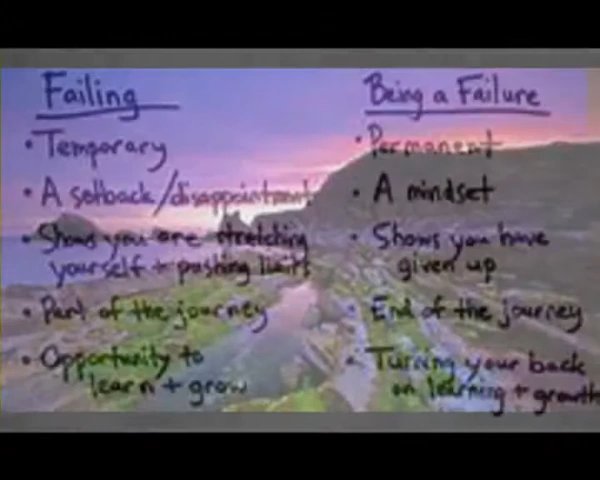 Failing
• Temporary
• A setback/disappointment
• Shows you are stretching
yourself + pushing limits
• Part of the journey
• Opportunity to
learn + grow
Being a Failure
• Permanent
• A mindset
• Shows you have
given up
• End of the journey
• Turning your back
on learning + growth